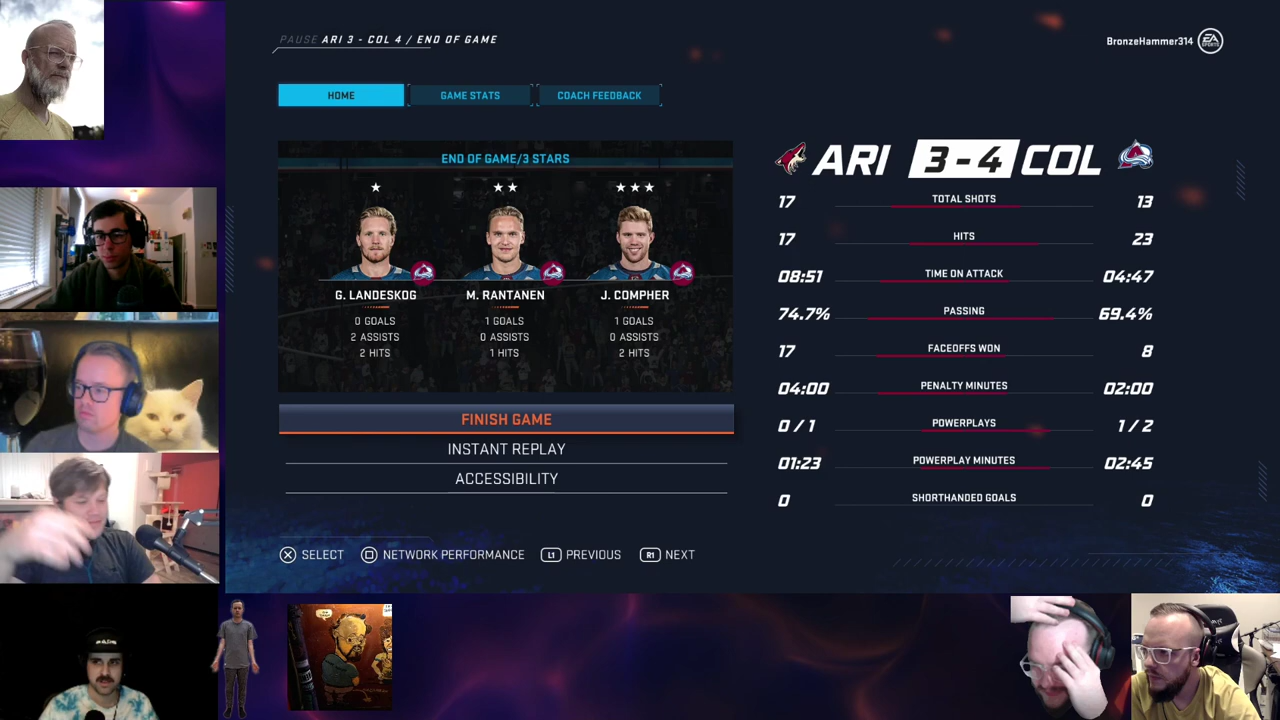 PAUSE ARI 3 - COL 4 / END OF GAME
BronzeHammer314
EA SPORTS
HOME
GAME STATS
COACH FEEDBACK
END OF GAME/3 STARS
G. LANDESKOG
0 GOALS
2 ASSISTS
2 HITS
M. RANTANEN
1 GOALS
0 ASSISTS
1 HITS
J. COMPHER
1 GOALS
0 ASSISTS
2 HITS
FINISH GAME
INSTANT REPLAY
ACCESSIBILITY
SELECT
NETWORK PERFORMANCE
L1 PREVIOUS
R1 NEXT
ARI 3 - 4 COL
17 TOTAL SHOTS 13
17 HITS 23
08:51 TIME ON ATTACK 04:47
74.7% PASSING 69.4%
17 FACEOFFS WON 8
04:00 PENALTY MINUTES 02:00
0 / 1 POWERPLAYS 1 / 2
01:23 POWERPLAY MINUTES 02:45
0 SHORTHANDED GOALS 0